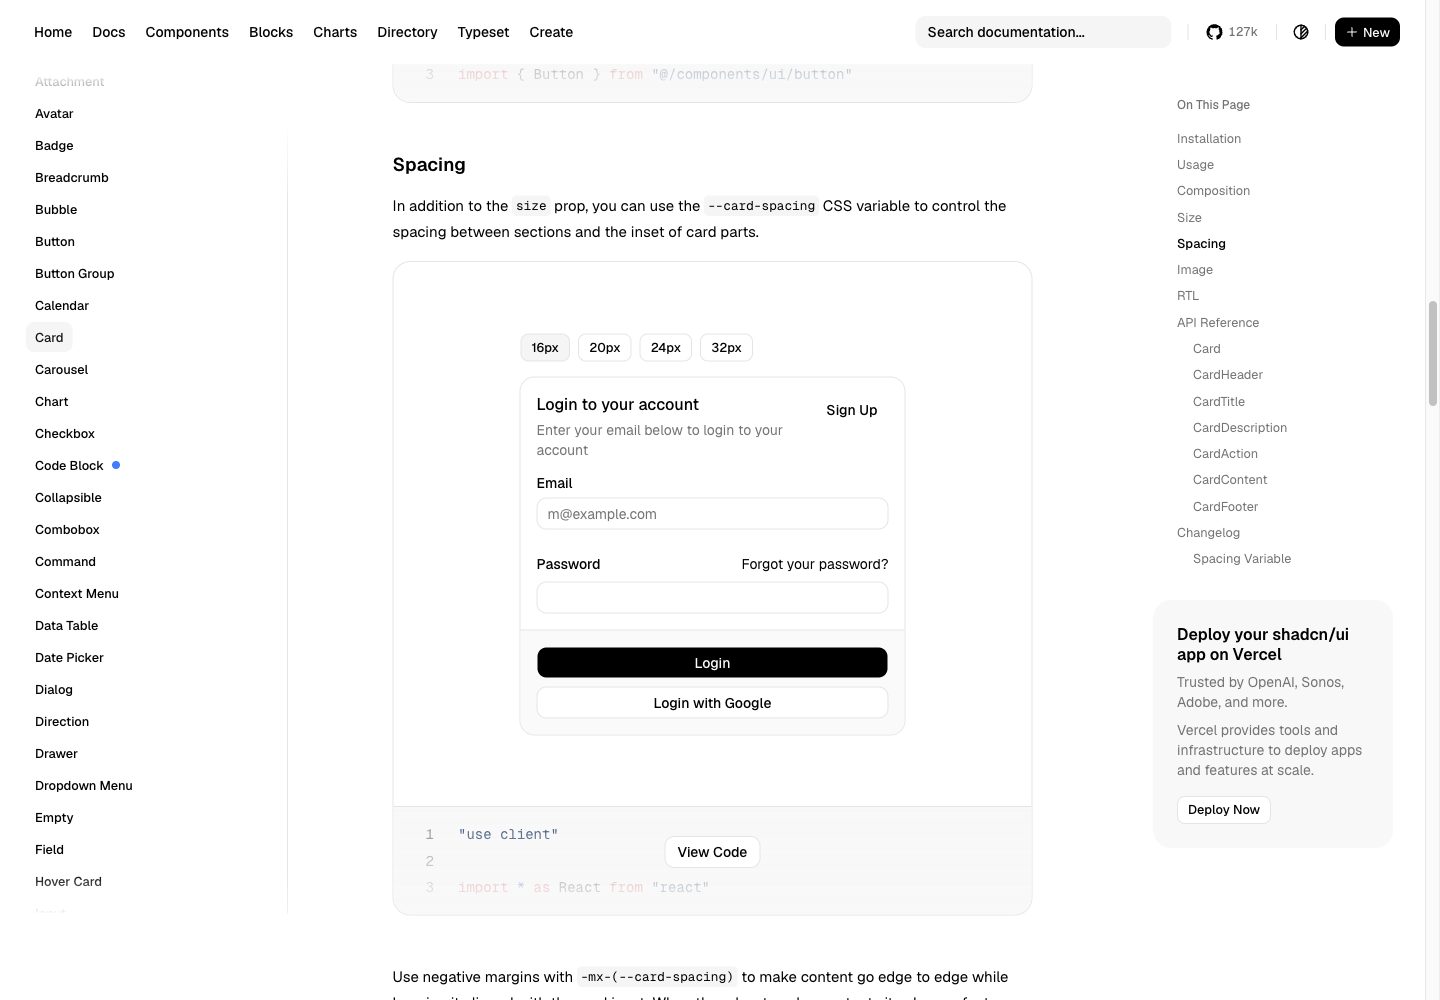 Home Docs Components Blocks Charts Directory Typeset Create Search documentation... 127k New
Attachment
Avatar
Badge
Breadcrumb
Bubble
Button
Button Group
Calendar
Card
Carousel
Chart
Checkbox
Code Block
Collapsible
Combobox
Command
Context Menu
Data Table
Date Picker
Dialog
Direction
Drawer
Dropdown Menu
Empty
Field
Hover Card
3 import { Button } from "@/components/ui/button"
Spacing
In addition to the size prop, you can use the --card-spacing CSS variable to control the
spacing between sections and the inset of card parts.
16px 20px 24px 32px
Login to your account
Sign Up
Enter your email below to login to your
account
Email
m@example.com
Password Forgot your password?
Login
Login with Google
1 "use client"
2
View Code
3 import * as React from "react"
Use negative margins with -mx-(--card-spacing) to make content go edge to edge while
On This Page
Installation
Usage
Composition
Size
Spacing
Image
RTL
API Reference
Card
CardHeader
CardTitle
CardDescription
CardAction
CardContent
CardFooter
Changelog
Spacing Variable
Deploy your shadcn/ui
app on Vercel
Trusted by OpenAI, Sonos,
Adobe, and more.
Vercel provides tools and
infrastructure to deploy apps
and features at scale.
Deploy Now